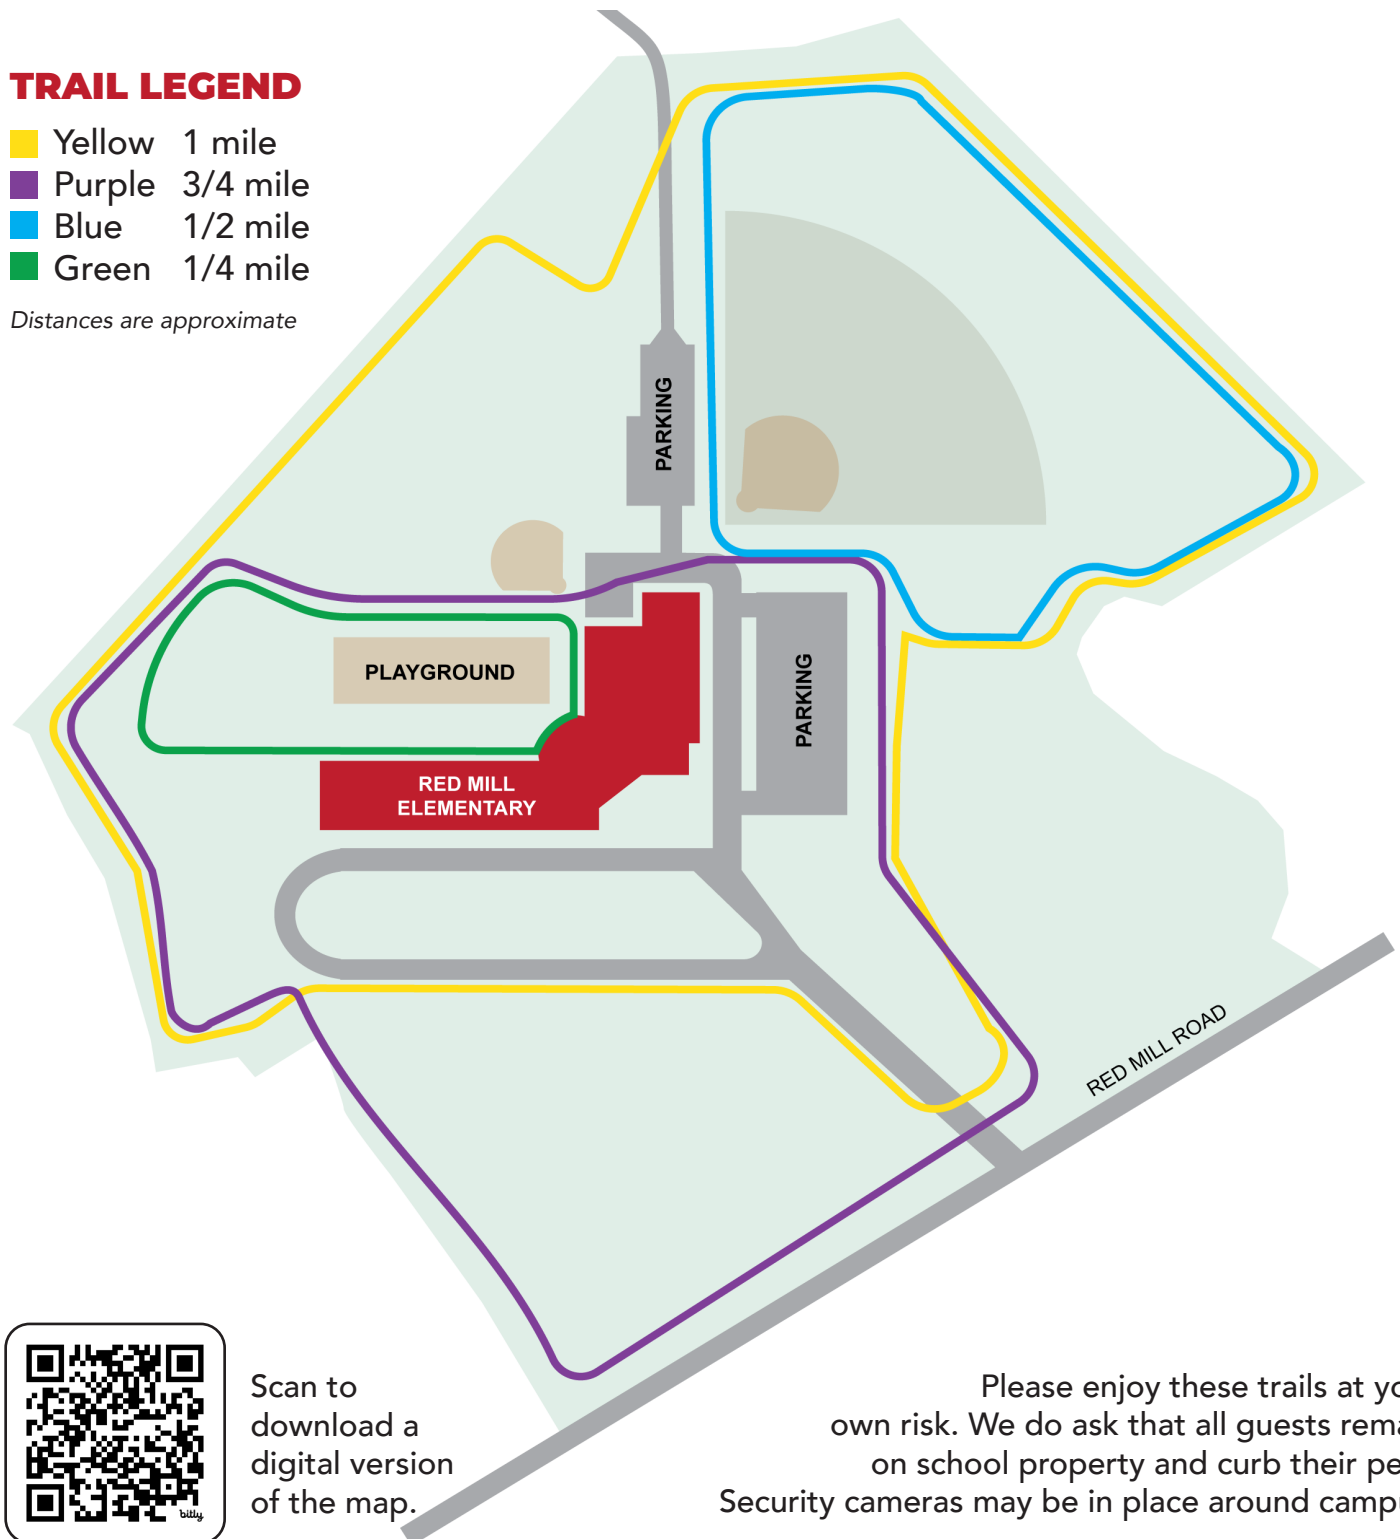 TRAIL LEGEND
Yellow 1 mile
Purple 3/4 mile
Blue 1/2 mile
Green 1/4 mile
Distances are approximate
PARKING
PLAYGROUND
PARKING
RED MILL
ELEMENTARY
RED MILL ROAD
Scan to
download a
digital version
of the map.
bitly
Please enjoy these trails at yo
own risk. We do ask that all guests rema
on school property and curb their pe
Security cameras may be in place around camp